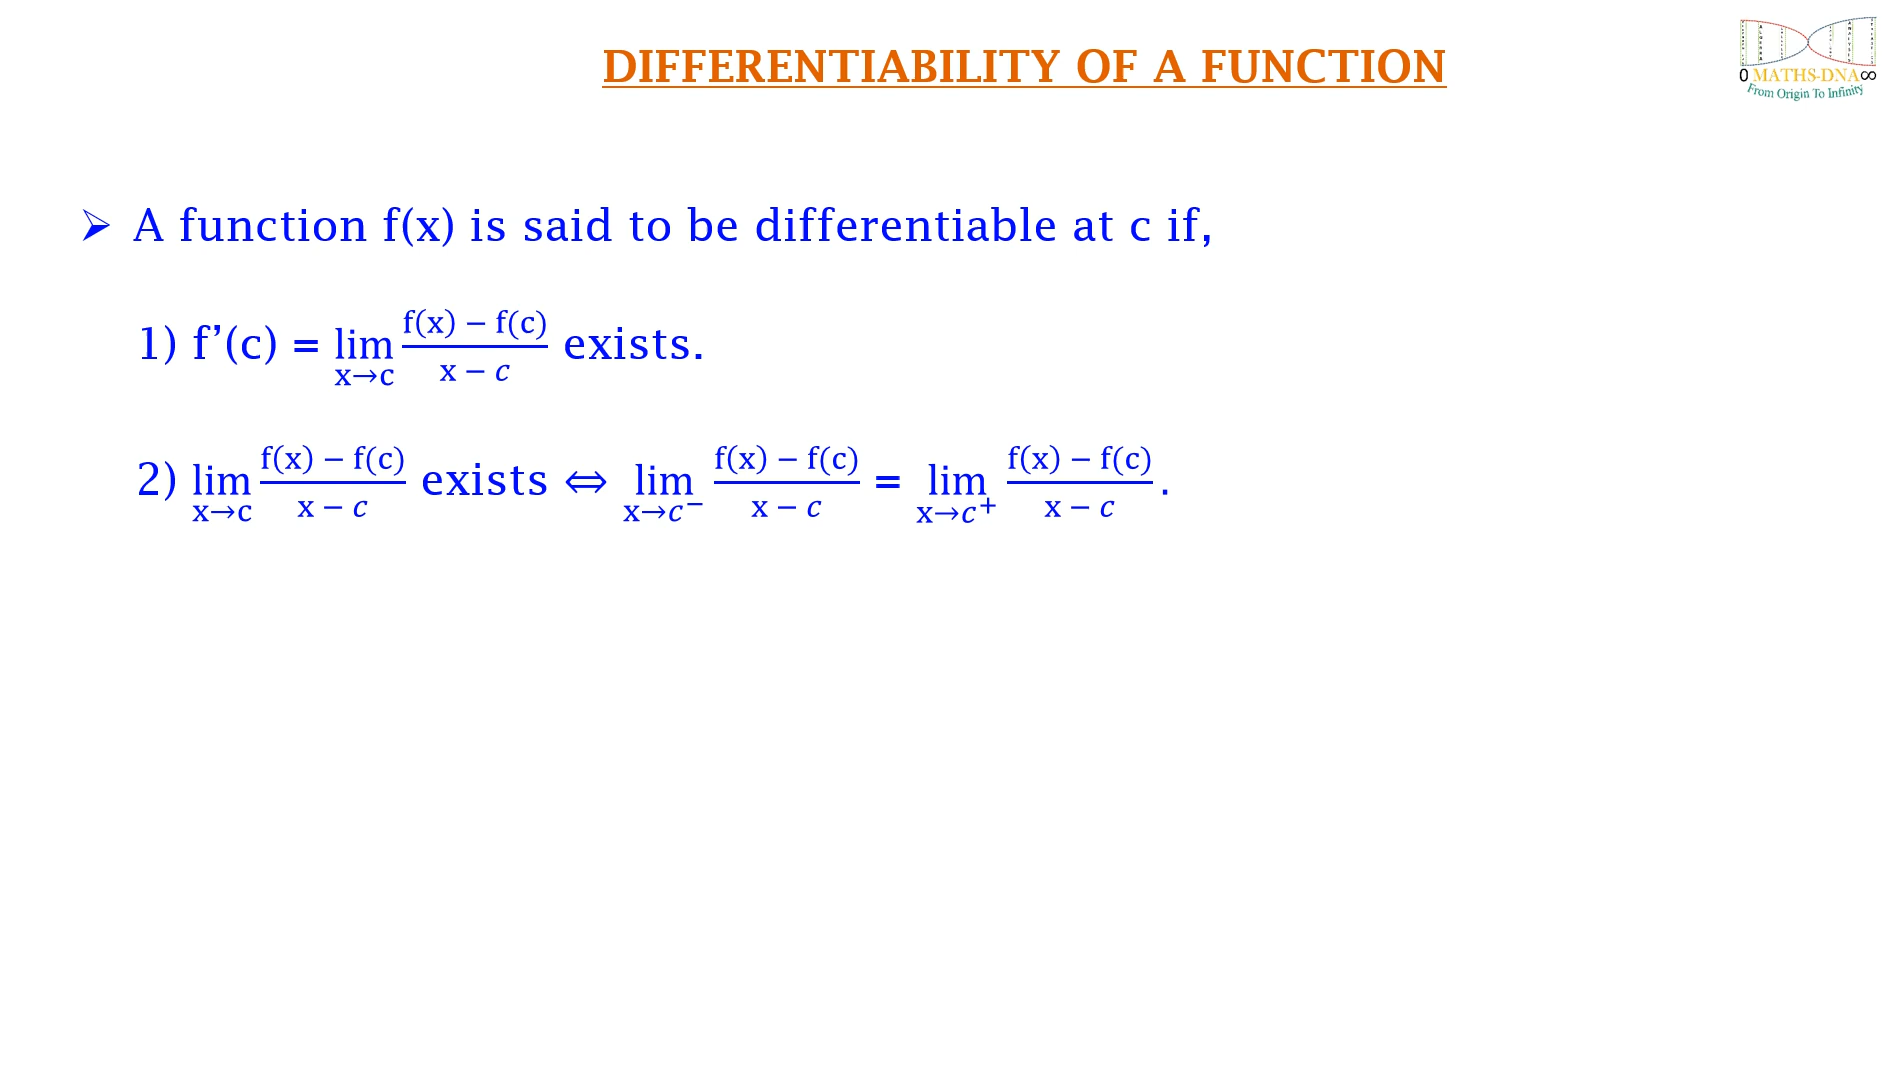 DIFFERENTIABILITY OF A FUNCTION
0 MATHS-DNA∞
From Origin To Infinity
➢ A function f(x) is said to be differentiable at c if,
1) f’(c) = lim x→c f(x) − f(c) / x − c exists.
2) lim x→c f(x) − f(c) / x − c exists ⇔ lim x→c⁻ f(x) − f(c) / x − c = lim x→c⁺ f(x) − f(c) / x − c .